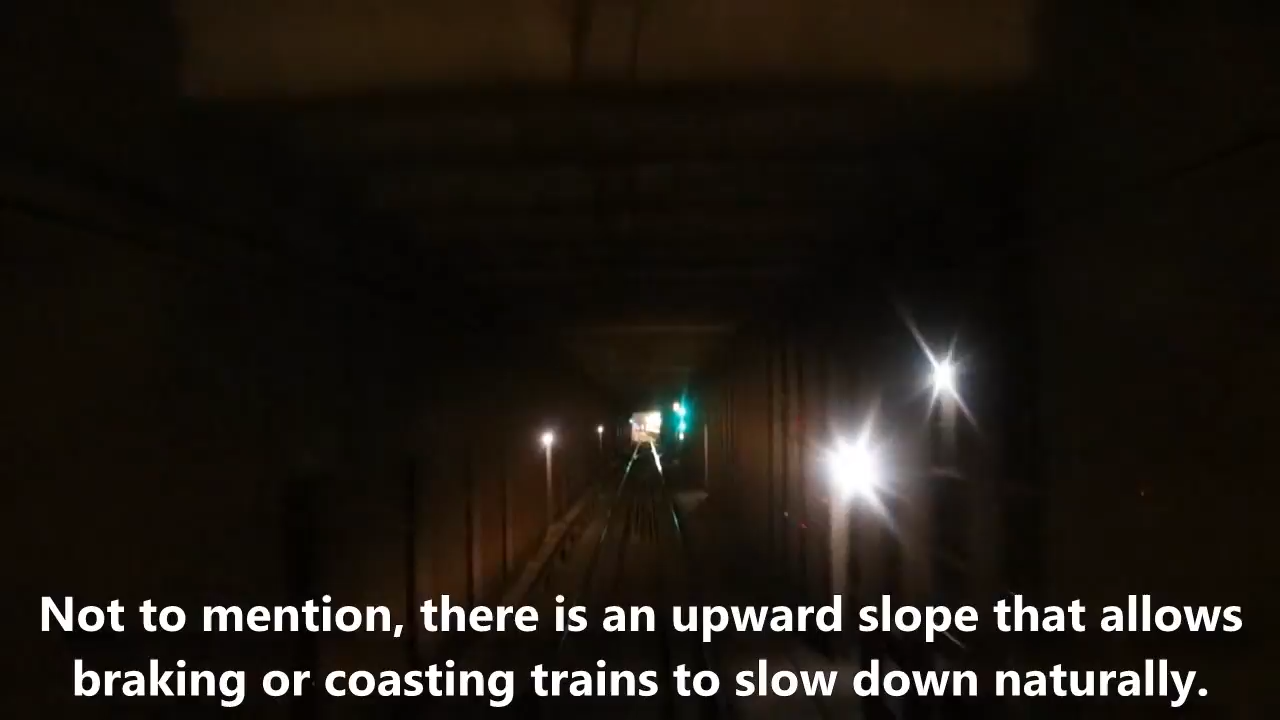 Not to mention, there is an upward slope that allows
braking or coasting trains to slow down naturally.